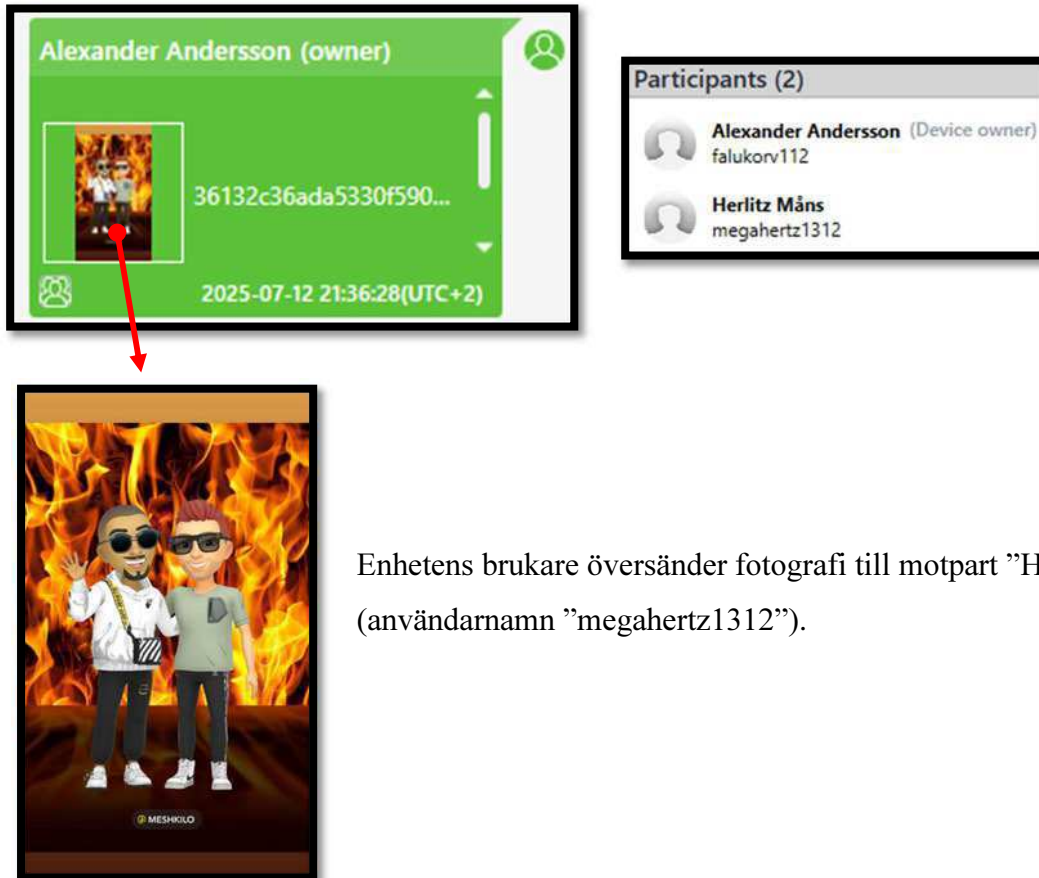 Alexander Andersson (owner)
36132c36ada5330f590...
2025-07-12 21:36:28(UTC+2)
Participants (2)
Alexander Andersson (Device owner)
falukorv112
Herlitz Måns
megahertz1312
MESHKILO
Enhetens brukare översänder fotografi till motpart ”H
(användarnamn ”megahertz1312”).